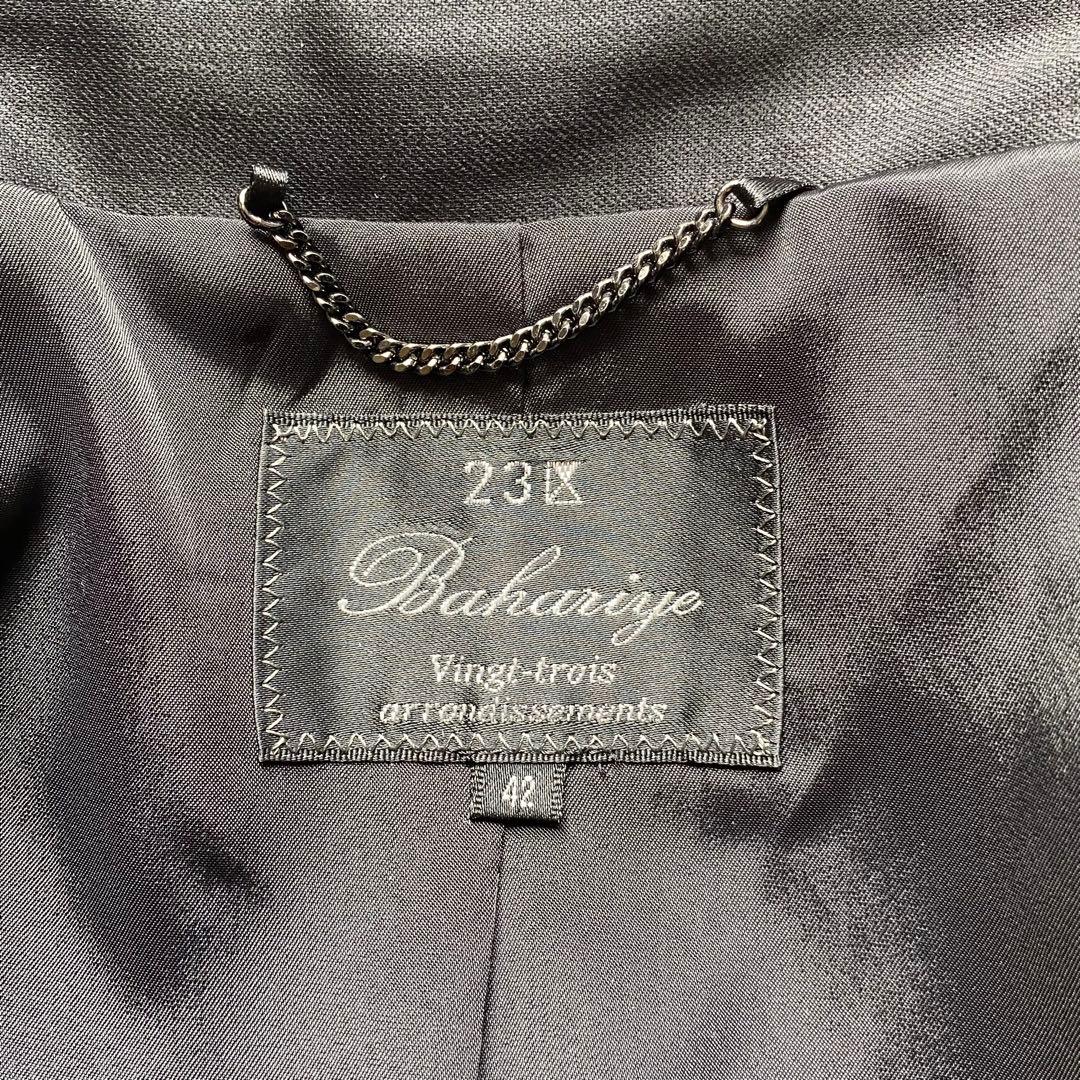 23区
Bahariye
Vingt-trois
arrondissements
42